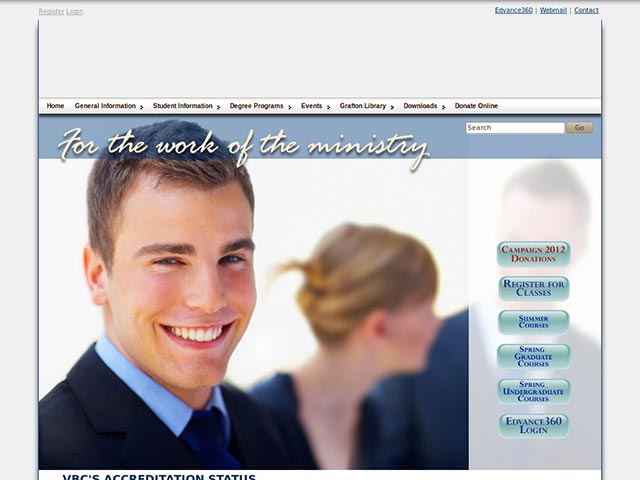 Register Login
Edvance360 | Webmail | Contact
Home General Information Student Information Degree Programs Events Grafton Library Downloads Donate Online
For the work of the ministry
Search Go
Campaign 2012
Donations
Register for
Classes
Summer
Courses
Spring
Graduate
Courses
Spring
Undergraduate
Courses
Edvance360
Login
VBC'S ACCREDITATION STATUS